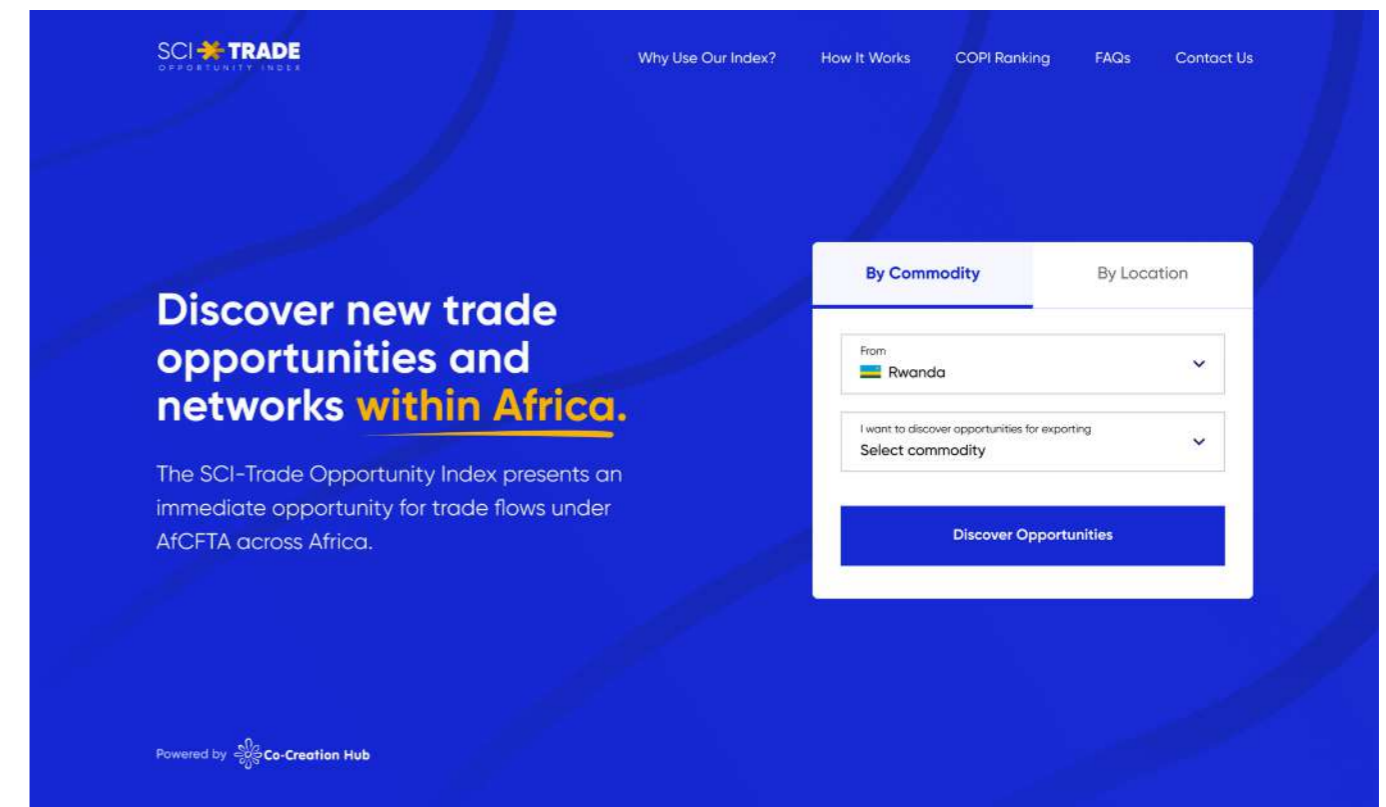 SCI TRADE
OPPORTUNITY INDEX
Why Use Our Index?
How It Works
COPI Ranking
FAQs
Contact Us
Discover new trade
opportunities and
networks within Africa.
The SCI-Trade Opportunity Index presents an
immediate opportunity for trade flows under
AfCFTA across Africa.
By Commodity
By Location
From
Rwanda
I want to discover opportunities for exporting
Select commodity
Discover Opportunities
Powered by Co-Creation Hub